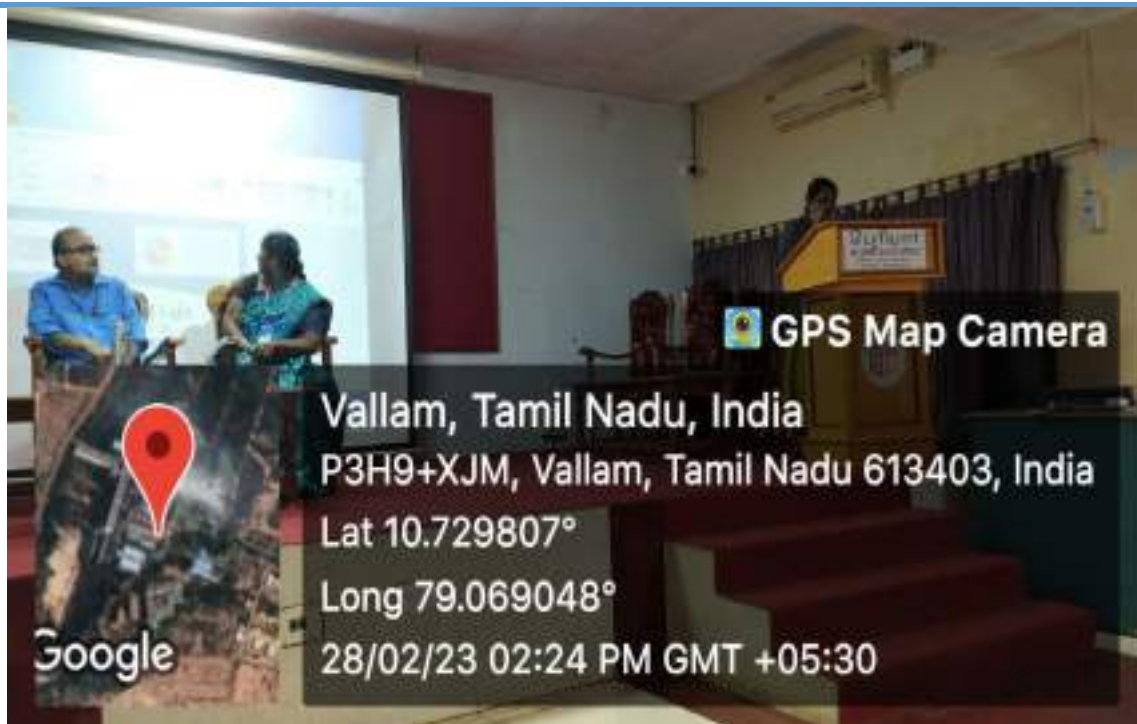 பெரியார்
GPS Map Camera
Vallam, Tamil Nadu, India
P3H9+XJM, Vallam, Tamil Nadu 613403, India
Lat 10.729807°
Long 79.069048°
28/02/23 02:24 PM GMT +05:30
Google